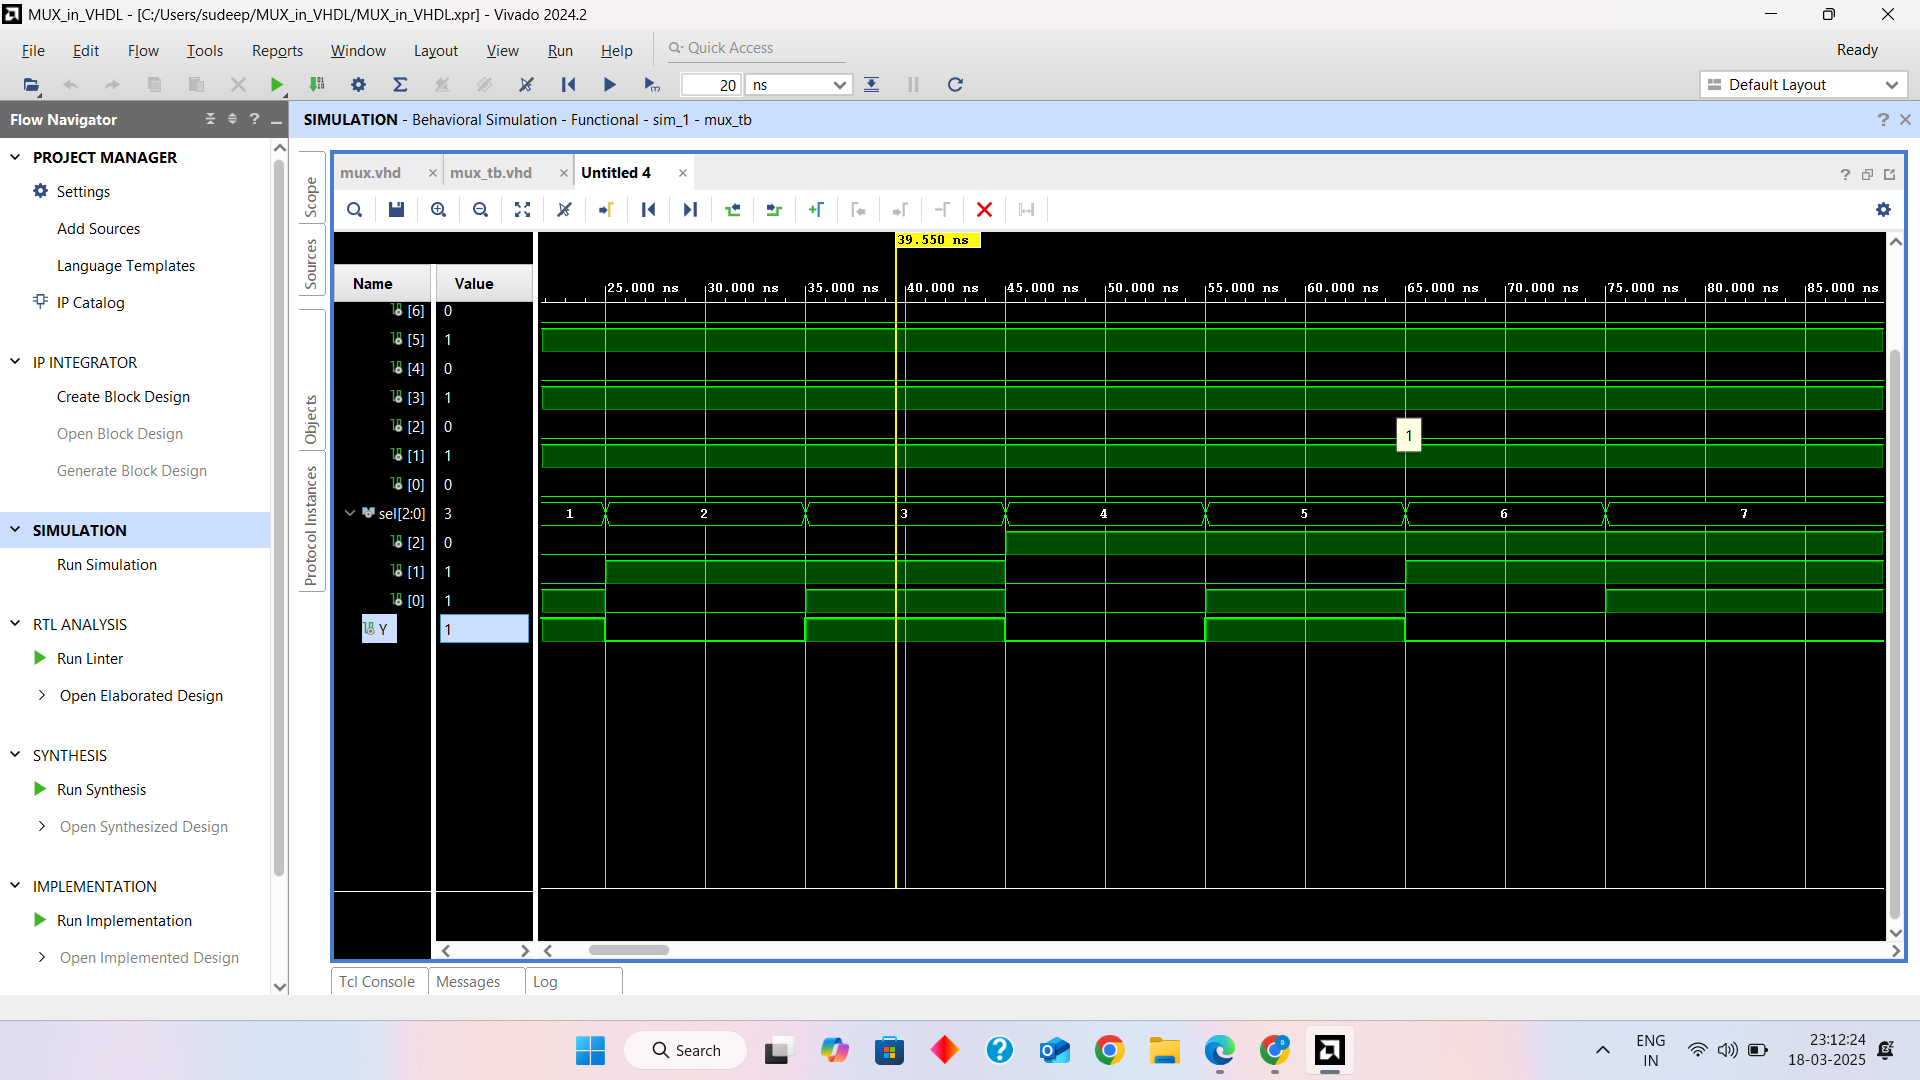 MUX_in_VHDL - [C:/Users/sudeep/MUX_in_VHDL/MUX_in_VHDL.xpr] - Vivado 2024.2
File Edit Flow Tools Reports Window Layout View Run Help Quick Access Ready
20 ns Default Layout
Flow Navigator
SIMULATION - Behavioral Simulation - Functional - sim_1 - mux_tb
PROJECT MANAGER
Settings
Add Sources
Language Templates
IP Catalog
IP INTEGRATOR
Create Block Design
Open Block Design
Generate Block Design
SIMULATION
Run Simulation
RTL ANALYSIS
Run Linter
Open Elaborated Design
SYNTHESIS
Run Synthesis
Open Synthesized Design
IMPLEMENTATION
Run Implementation
Open Implemented Design
Scope
Sources
Objects
Protocol Instances
mux.vhd mux_tb.vhd Untitled 4
39.550 ns
Name Value
25.000 ns 30.000 ns 35.000 ns 40.000 ns 45.000 ns 50.000 ns 55.000 ns 60.000 ns 65.000 ns 70.000 ns 75.000 ns 80.000 ns 85.000 ns
[6] 0
[5] 1
[4] 0
[3] 1
[2] 0
1
[1] 1
[0] 0
sel[2:0] 3 1 2 3 4 5 6 7
[2] 0
[1] 1
[0] 1
Y 1
Tcl Console Messages Log
Search
ENG
IN
23:12:24
18-03-2025